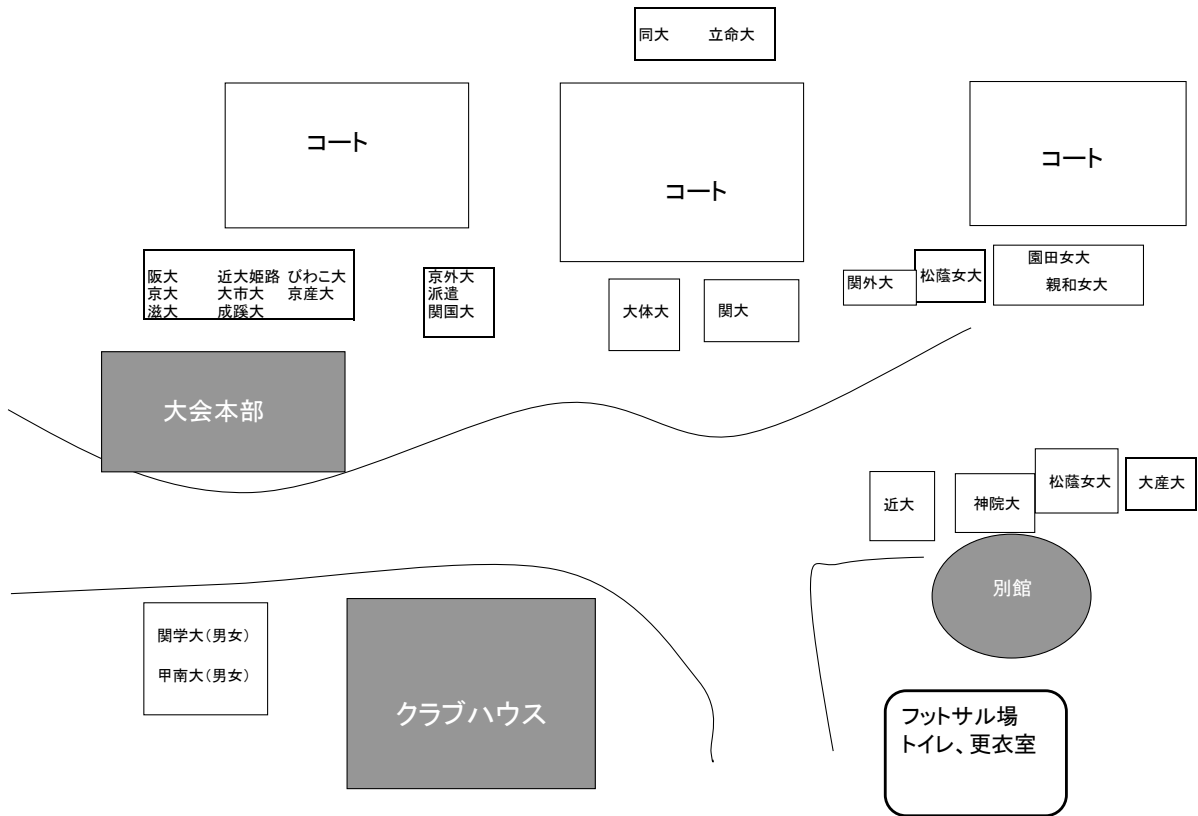 同大 立命大
コート
コート
コート
阪大 近大姫路 びわこ大
京大 大市大 京産大
滋大 成蹊大
京外大
派遣
関国大
大体大
関大
関外大
松蔭女大
園田女大
親和女大
大会本部
近大
神院大
松蔭女大
大産大
別館
関学大（男女）
甲南大（男女）
クラブハウス
フットサル場
トイレ、更衣室